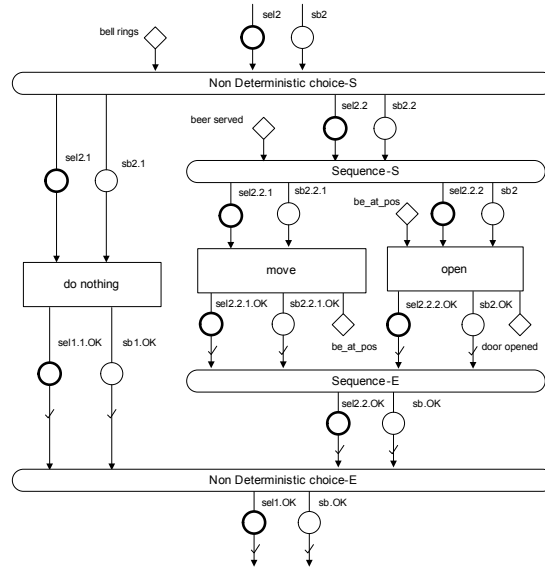 sel2
sb2
bell rings
Non Deterministic choice-S
sel2.2
sb2.2
beer served
sel2.1
sb2.1
Sequence-S
sel2.2.1
sb2.2.1
sel2.2.2
sb2
be_at_pos
do nothing
move
open
sel2.2.1.OK
sb2.2.1.OK
sel2.2.2.OK
sb2.OK
sel1.1.OK
sb1.OK
be_at_pos
door opened
Sequence-E
sel2.2.OK
sb.OK
Non Deterministic choice-E
sel1.OK
sb.OK